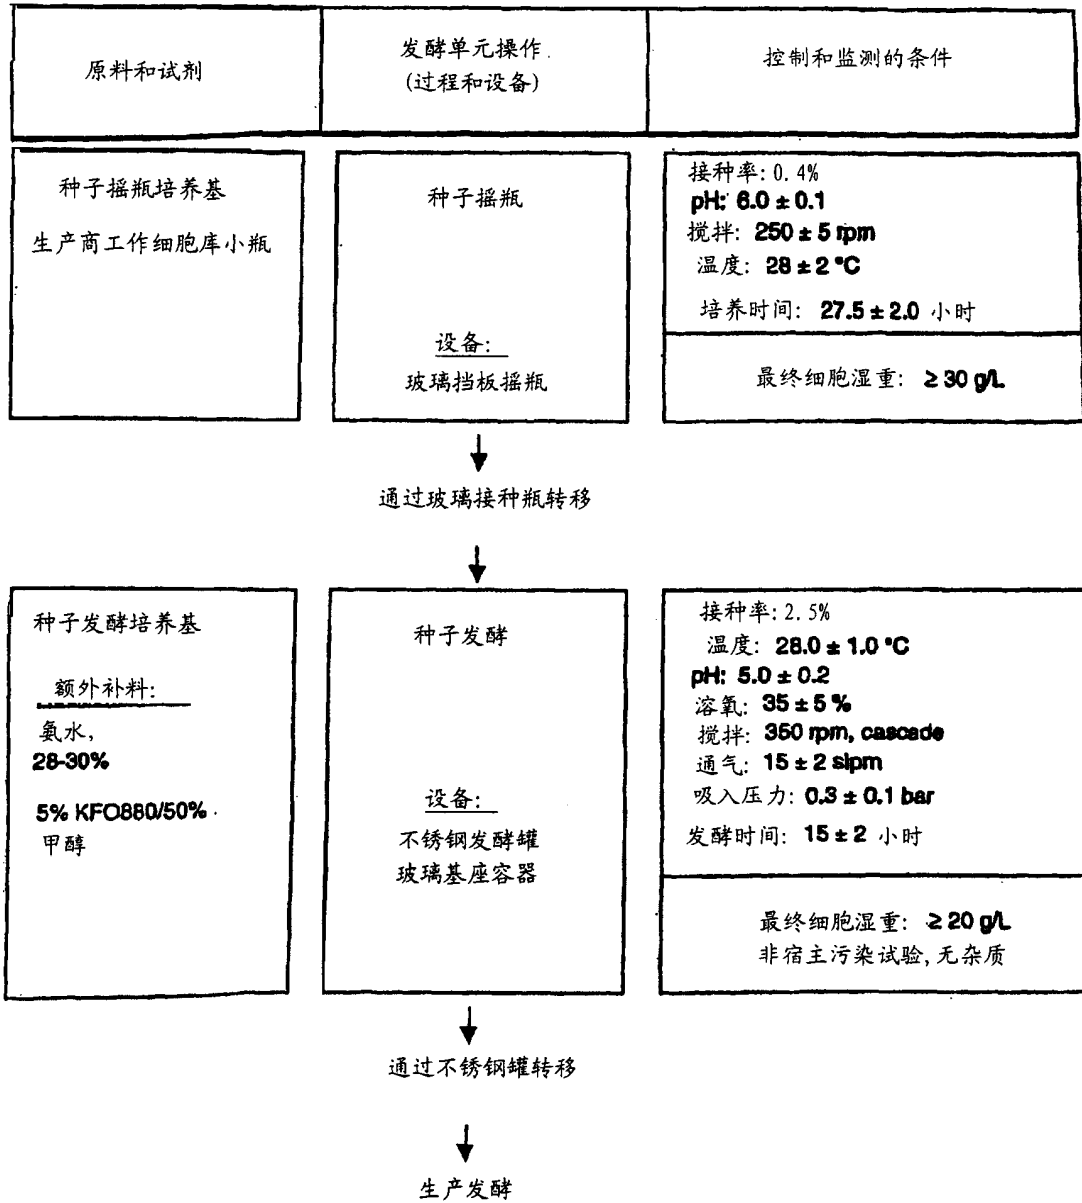 原料和试剂
发酵单元操作
(过程和设备)
控制和监测的条件
种子摇瓶培养基
生产商工作细胞库小瓶
种子摇瓶
设备:
玻璃挡板摇瓶
接种率:0.4%
pH: 6.0 ± 0.1
搅拌: 250 ± 5 rpm
温度: 28 ± 2 °C
培养时间: 27.5 ± 2.0 小时
最终细胞湿重: ≥ 30 g/L
通过玻璃接种瓶转移
种子发酵培养基
额外补料:
氨水,
28-30%
5% KFO880/50%
甲醇
种子发酵
设备:
不锈钢发酵罐
玻璃基座容器
接种率:2.5%
温度: 28.0 ± 1.0 °C
pH: 5.0 ± 0.2
溶氧: 35 ± 5 %
搅拌: 350 rpm, cascade
通气: 15 ± 2 slpm
吸入压力: 0.3 ± 0.1 bar
发酵时间: 15 ± 2 小时
最终细胞湿重: ≥ 20 g/L
非宿主污染试验,无杂质
通过不锈钢罐转移
生产发酵